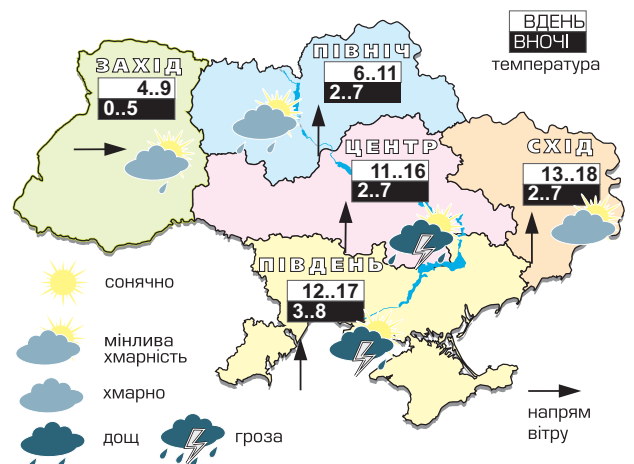 ВДЕНЬ
ВНОЧІ
температура
ЗАХІД
4..9
0..5
ПІВНІЧ
6..11
2..7
ЦЕНТР
11..16
2..7
СХІД
13..18
2..7
ПІВДЕНЬ
12..17
3..8
сонячно
мінлива
хмарність
хмарно
дощ
гроза
напрям
вітру